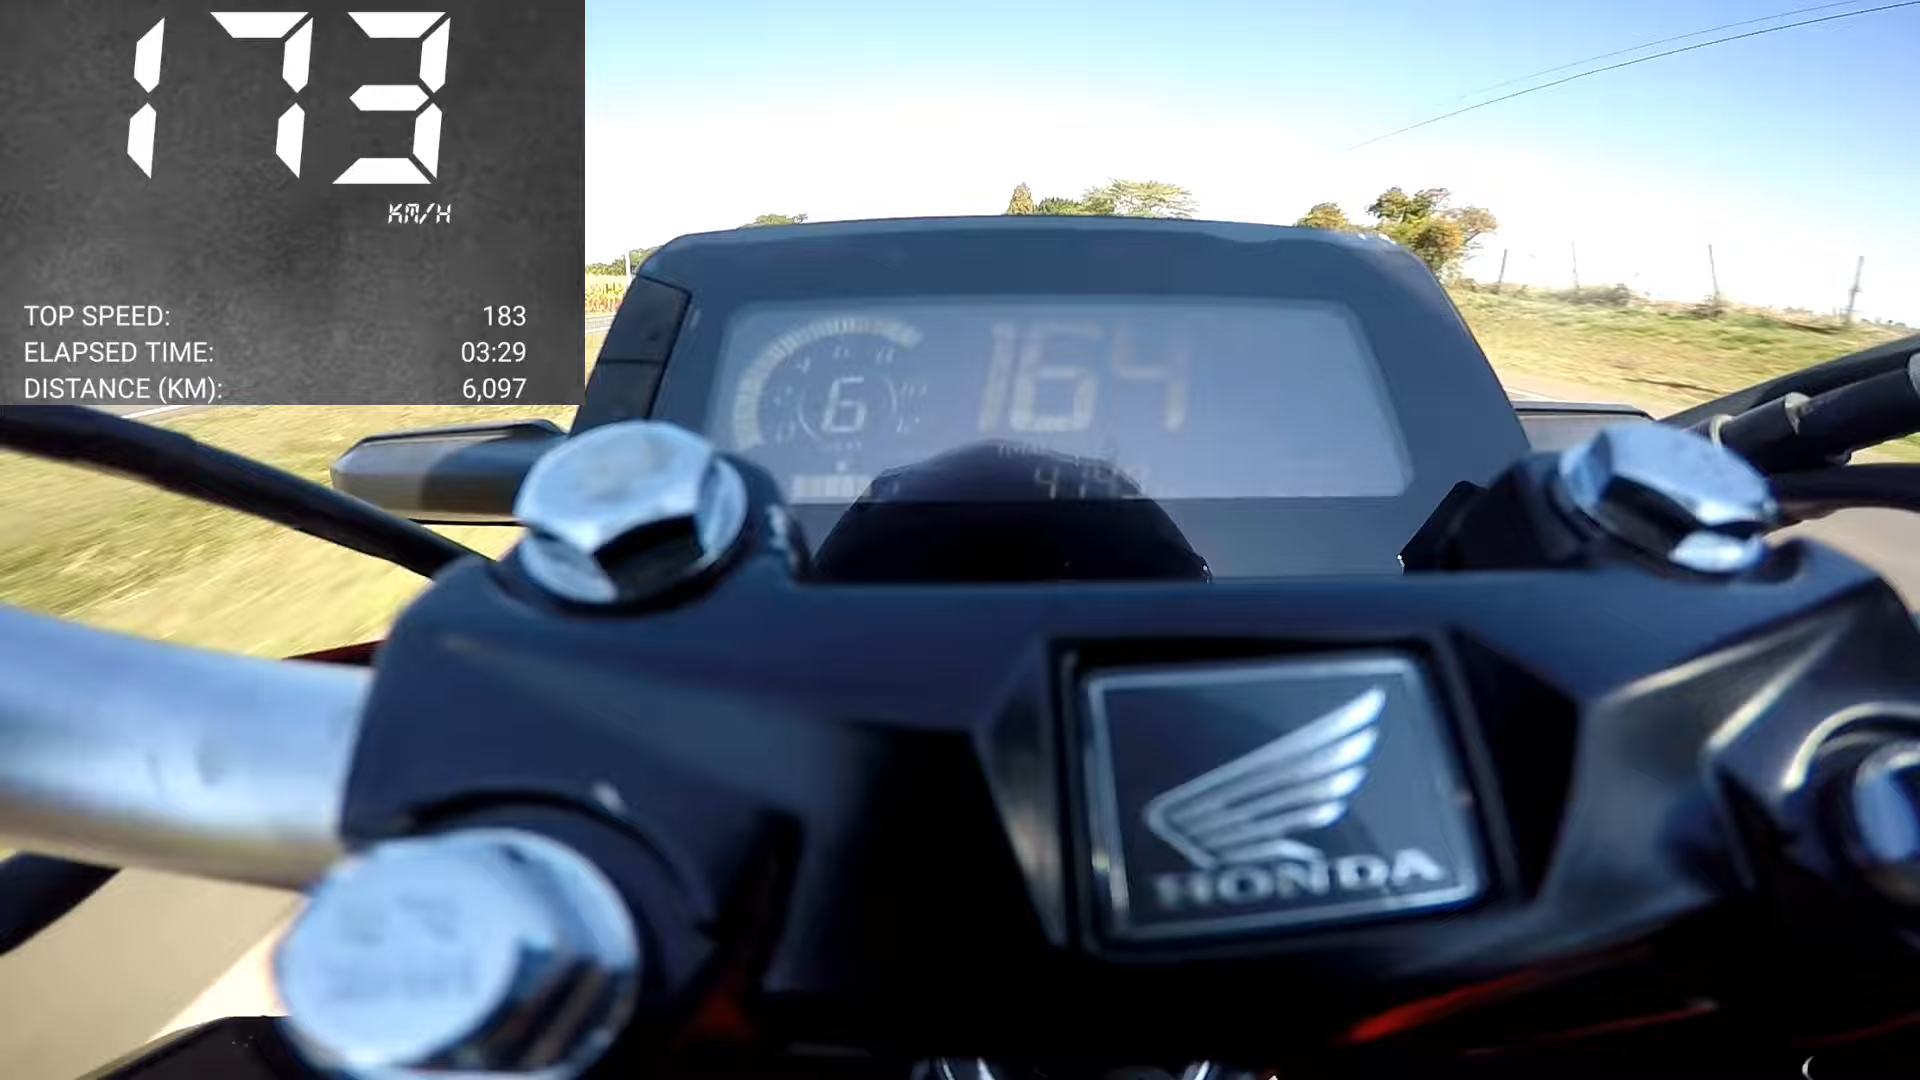 173
KM/H
TOP SPEED: 183
ELAPSED TIME: 03:29
DISTANCE (KM): 6,097
6
164
HONDA